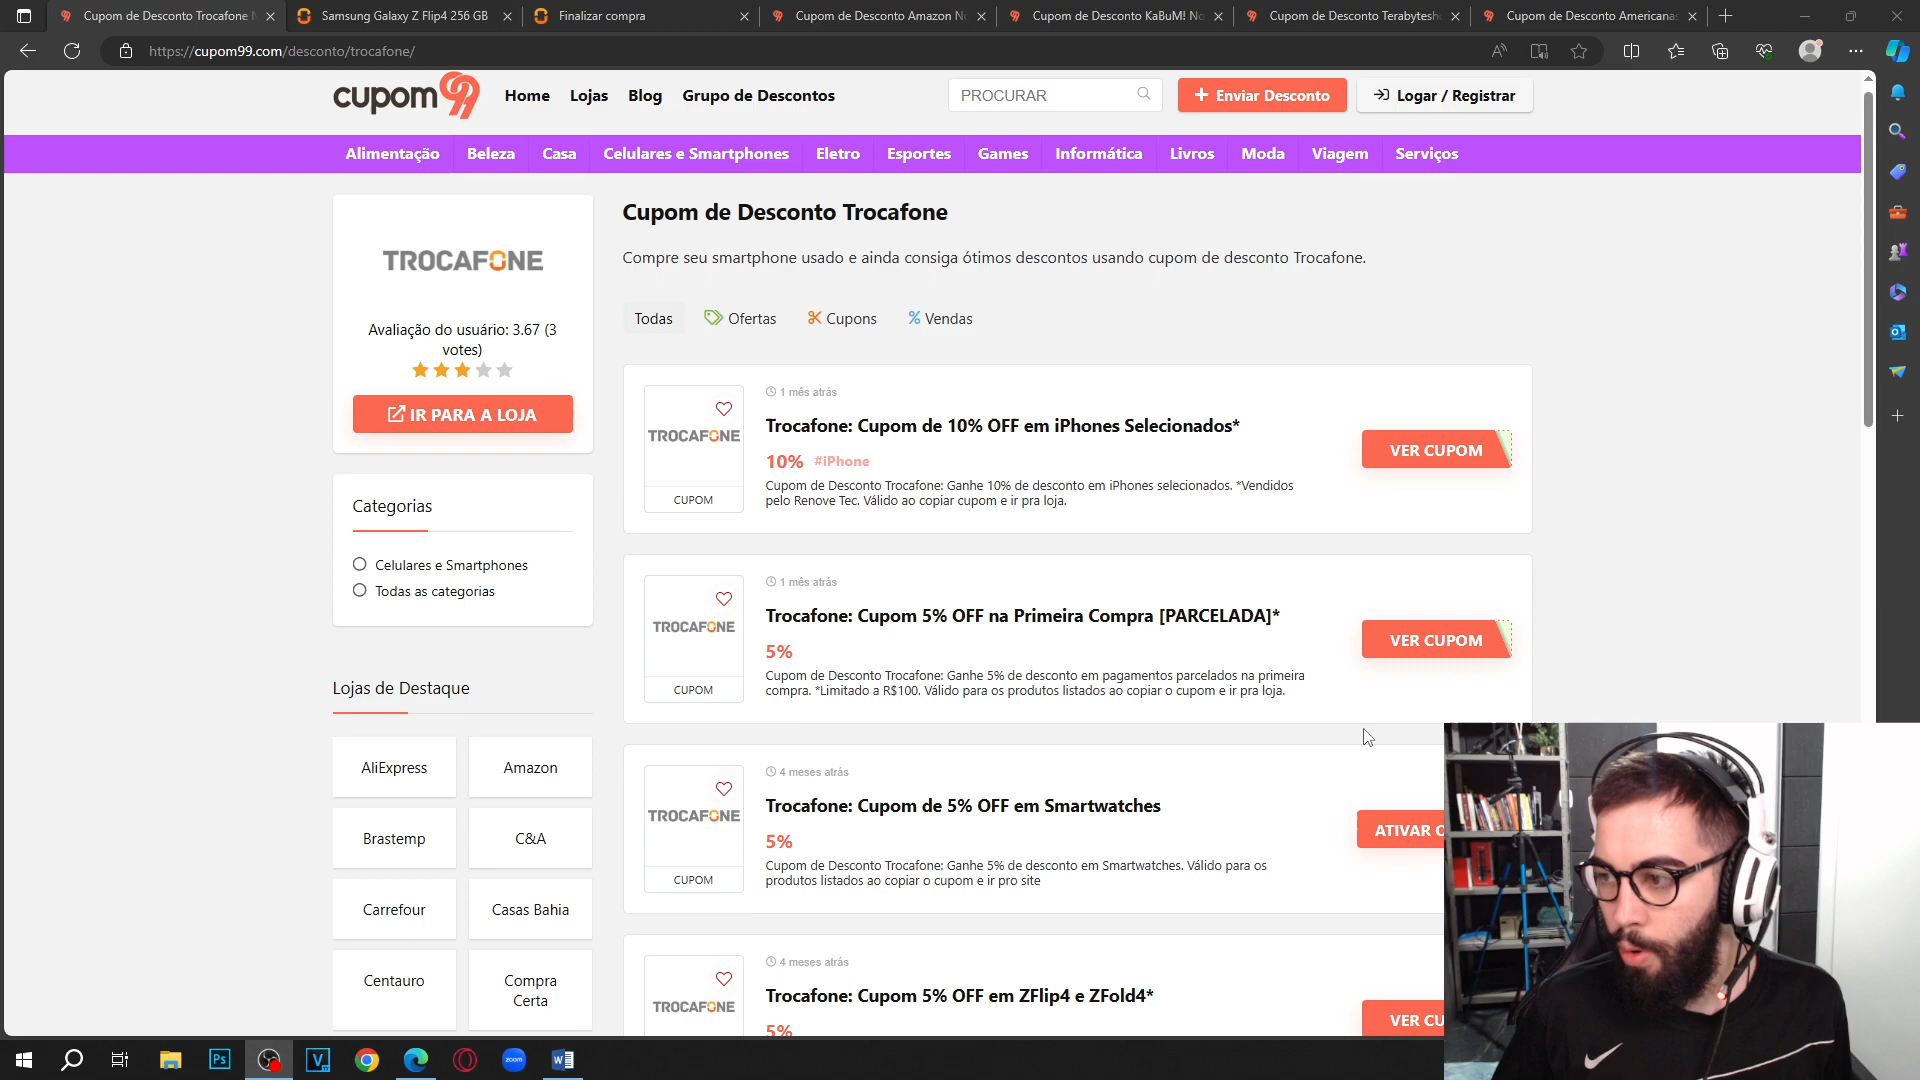 Cupom de Desconto Trocafone N
Samsung Galaxy Z Flip4 256 GB
Finalizar compra
Cupom de Desconto Amazon No
Cupom de Desconto KaBuM! No
Cupom de Desconto Terabytesh
Cupom de Desconto Americanas
https://cupom99.com/desconto/trocafone/
cupom99
Home
Lojas
Blog
Grupo de Descontos
PROCURAR
+ Enviar Desconto
Logar / Registrar
Alimentação
Beleza
Casa
Celulares e Smartphones
Eletro
Esportes
Games
Informática
Livros
Moda
Viagem
Serviços
TROCAFONE
Avaliação do usuário: 3.67 (3
votes)
IR PARA A LOJA
Categorias
Celulares e Smartphones
Todas as categorias
Lojas de Destaque
AliExpress
Amazon
Brastemp
C&A
Carrefour
Casas Bahia
Centauro
Compra
Certa
Cupom de Desconto Trocafone
Compre seu smartphone usado e ainda consiga ótimos descontos usando cupom de desconto Trocafone.
Todas
Ofertas
Cupons
% Vendas
TROCAFONE
CUPOM
1 mês atrás
Trocafone: Cupom de 10% OFF em iPhones Selecionados*
10% #iPhone
Cupom de Desconto Trocafone: Ganhe 10% de desconto em iPhones selecionados. *Vendidos
pelo Renove Tec. Válido ao copiar cupom e ir pra loja.
VER CUPOM
TROCAFONE
CUPOM
1 mês atrás
Trocafone: Cupom 5% OFF na Primeira Compra [PARCELADA]*
5%
Cupom de Desconto Trocafone: Ganhe 5% de desconto em pagamentos parcelados na primeira
compra. *Limitado a R$100. Válido para os produtos listados ao copiar o cupom e ir pra loja.
VER CUPOM
TROCAFONE
CUPOM
4 meses atrás
Trocafone: Cupom de 5% OFF em Smartwatches
5%
Cupom de Desconto Trocafone: Ganhe 5% de desconto em Smartwatches. Válido para os
produtos listados ao copiar o cupom e ir pro site
ATIVAR
TROCAFONE
4 meses atrás
Trocafone: Cupom 5% OFF em ZFlip4 e ZFold4*
5%
VER CU
Ps
V
zoom
W